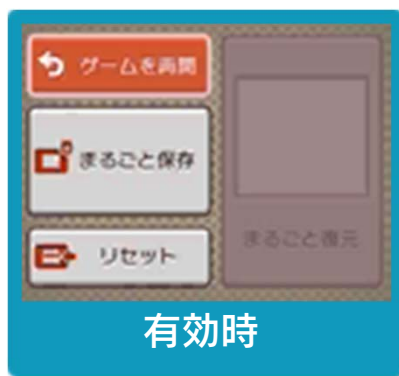 ゲームを再開
まるごと保存
リセット
まるごと復元
有効時